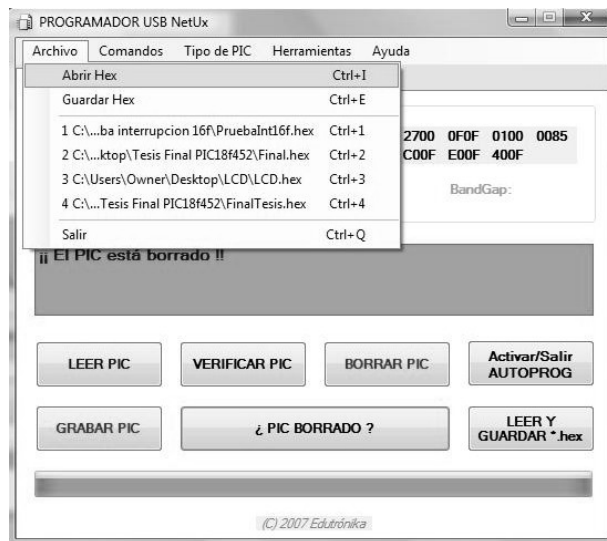 PROGRAMADOR USB NetUx
Archivo Comandos Tipo de PIC Herramientas Ayuda
Abrir Hex Ctrl+I
Guardar Hex Ctrl+E
1 C:\...ba interrupcion 16f\PruebaInt16f.hex Ctrl+1
2 C:\...ktop\Tesis Final PIC18f452\Final.hex Ctrl+2
3 C:\Users\Owner\Desktop\LCD\LCD.hex Ctrl+3
4 C:\...Tesis Final PIC18f452\FinalTesis.hex Ctrl+4
Salir Ctrl+Q
2700 0F0F 0100 0085
C00F E00F 400F
BandGap:
¡¡ El PIC está borrado !!
LEER PIC
VERIFICAR PIC
BORRAR PIC
Activar/Salir
AUTOPROG
GRABAR PIC
¿ PIC BORRADO ?
LEER Y
GUARDAR *.hex
(C) 2007 Edutrónika